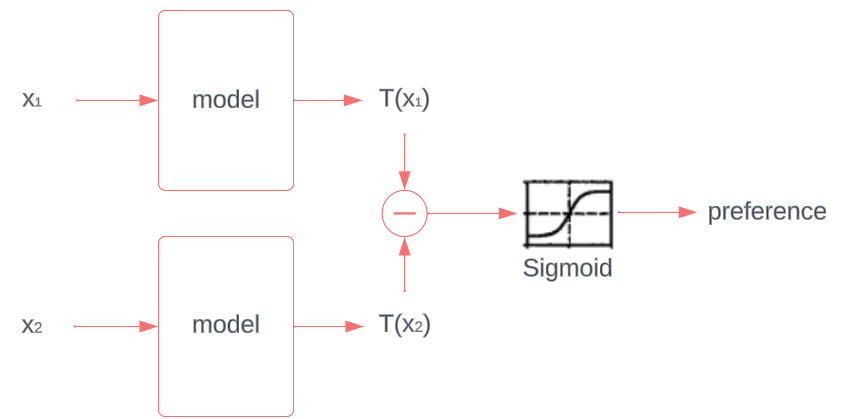 x₁
model
T(x₁)
preference
Sigmoid
x₂
model
T(x₂)